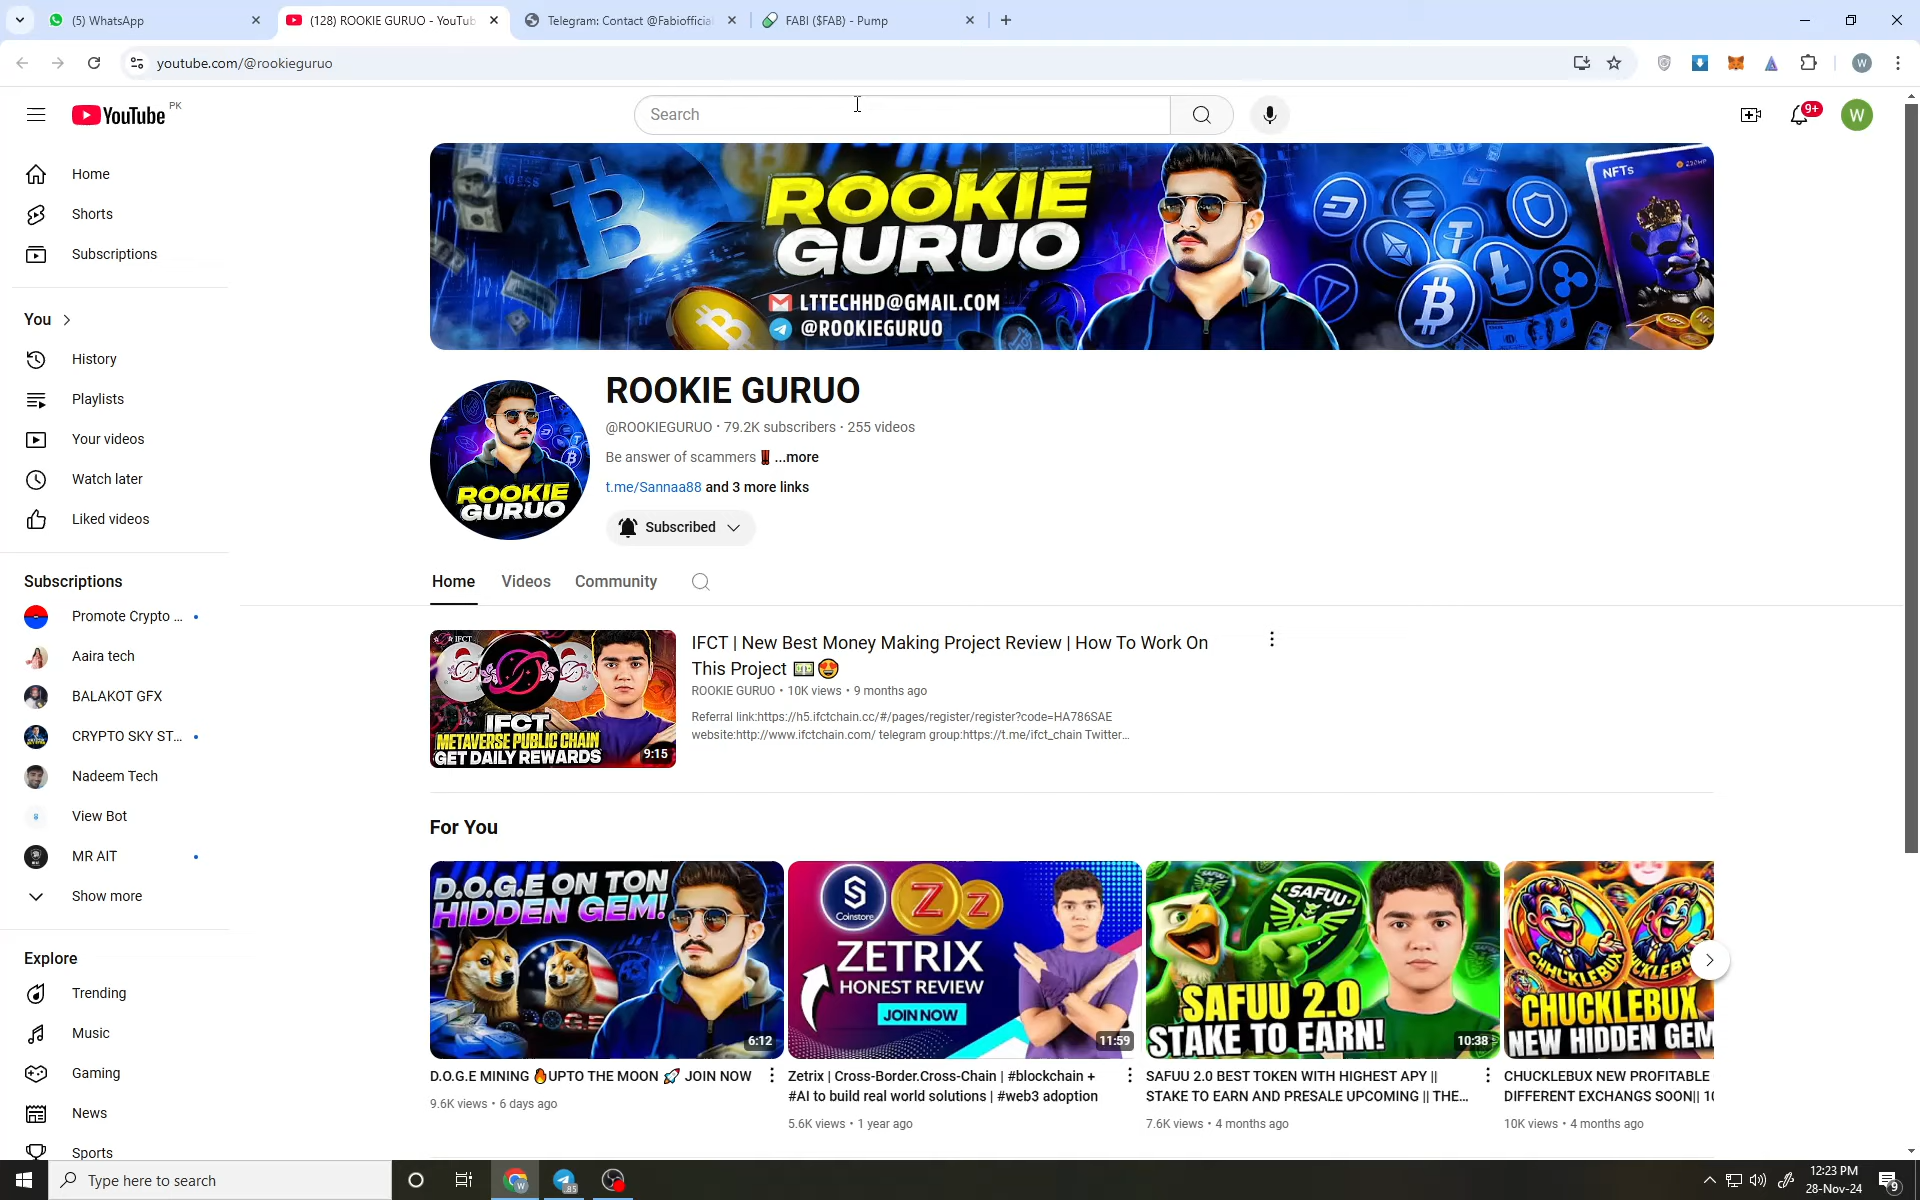 (5) WhatsApp
(128) ROOKIE GURUO - YouTub
Telegram: Contact @Fabiofficial
FABI ($FAB) - Pump
youtube.com/@rookieguruo
YouTube PK
Search
9+
W
Home
Shorts
Subscriptions
You
History
Playlists
Your videos
Watch later
Liked videos
Subscriptions
Promote Crypto ...
Aaira tech
BALAKOT GFX
CRYPTO SKY ST...
Nadeem Tech
View Bot
MR AIT
Show more
Explore
Trending
Music
Gaming
News
Sports
ROOKIE
GURUO
LTTECHHD@GMAIL.COM
@ROOKIEGURUO
NFTs
ROOKIE
GURUO
ROOKIE GURUO
@ROOKIEGURUO · 79.2K subscribers · 255 videos
Be answer of scammers ...more
t.me/Sannaa88 and 3 more links
Subscribed
Home
Videos
Community
IFCT
IFCT
METAVERSE PUBLIC CHAIN
GET DAILY REWARDS
9:15
IFCT | New Best Money Making Project Review | How To Work On
This Project 💵😍
ROOKIE GURUO • 10K views • 9 months ago
Referral link:https://h5.ifctchain.cc/#/pages/register/register?code=HA786SAE
website:http://www.ifctchain.com/ telegram group:https://t.me/ifct_chain Twitter...
For You
D.O.G.E ON TON
HIDDEN GEM!
D.O.G.E
6:12
D.O.G.E MINING 🔥UPTO THE MOON 🚀 JOIN NOW
9.6K views • 6 days ago
Coinstore
ZETRIX
HONEST REVIEW
JOIN NOW
11:59
Zetrix | Cross-Border.Cross-Chain | #blockchain +
#AI to build real world solutions | #web3 adoption
5.6K views • 1 year ago
SAFUU
SAFUU 2.0
STAKE TO EARN!
10:38
SAFUU 2.0 BEST TOKEN WITH HIGHEST APY ||
STAKE TO EARN AND PRESALE UPCOMING || THE...
7.6K views • 4 months ago
CHUCKLEBUX
NEW HIDDEN GEM
CHUCKLEBUX NEW PROFITABLE
DIFFERENT EXCHANGS SOON|| 10
10K views • 4 months ago
Type here to search
12:23 PM
28-Nov-24